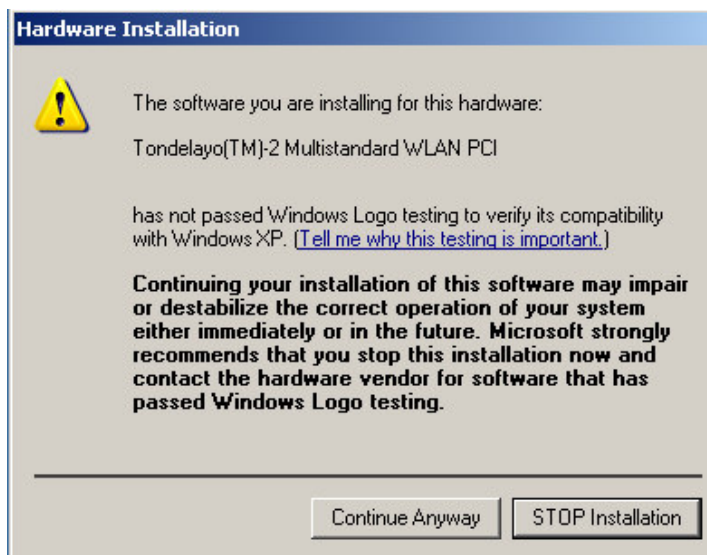 Hardware Installation
The software you are installing for this hardware:
Tondelayo(TM)-2 Multistandard WLAN PCI
has not passed Windows Logo testing to verify its compatibility
with Windows XP. (Tell me why this testing is important.)
Continuing your installation of this software may impair
or destabilize the correct operation of your system
either immediately or in the future. Microsoft strongly
recommends that you stop this installation now and
contact the hardware vendor for software that has
passed Windows Logo testing.
Continue Anyway
STOP Installation